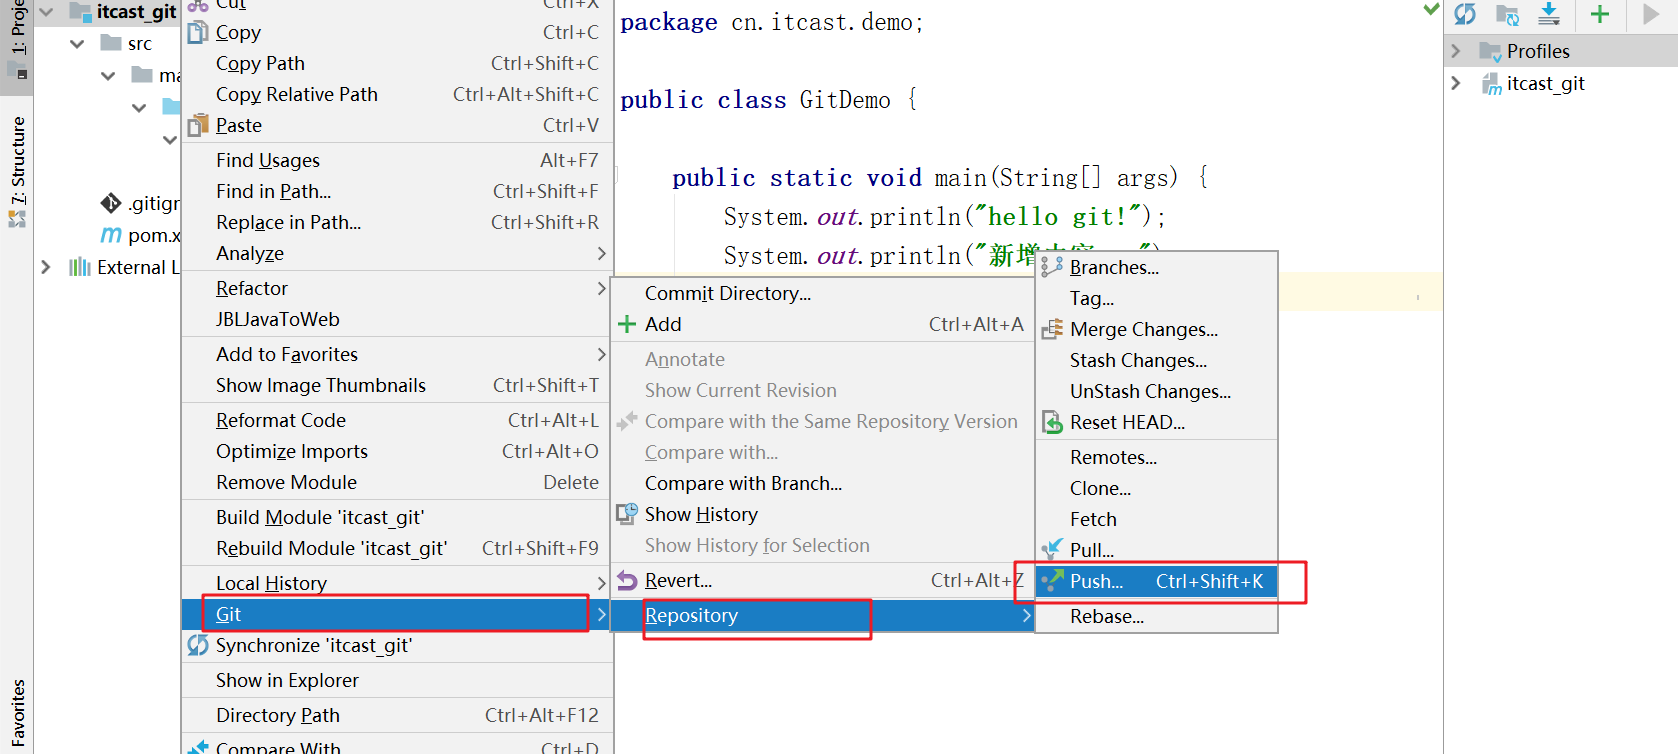 1: Proje
7: Structure
Favorites
itcast_git
src
ma
.gitigr
pom.x
External L
Cut Ctrl+X
Copy Ctrl+C
Copy Path Ctrl+Shift+C
Copy Relative Path Ctrl+Alt+Shift+C
Paste Ctrl+V
Find Usages Alt+F7
Find in Path... Ctrl+Shift+F
Replace in Path... Ctrl+Shift+R
Analyze
Refactor
JBLJavaToWeb
Add to Favorites
Show Image Thumbnails Ctrl+Shift+T
Reformat Code Ctrl+Alt+L
Optimize Imports Ctrl+Alt+O
Remove Module Delete
Build Module 'itcast_git'
Rebuild Module 'itcast_git' Ctrl+Shift+F9
Local History
Git
Synchronize 'itcast_git'
Show in Explorer
Directory Path Ctrl+Alt+F12
Compare With Ctrl+D
package cn.itcast.demo;
public class GitDemo {
public static void main(String[] args) {
System.out.println("hello git!");
System.out.println("新增
Commit Directory...
Add Ctrl+Alt+A
Annotate
Show Current Revision
Compare with the Same Repository Version
Compare with...
Compare with Branch...
Show History
Show History for Selection
Revert... Ctrl+Alt+Z
Repository
Branches...
Tag...
Merge Changes...
Stash Changes...
UnStash Changes...
Reset HEAD...
Remotes...
Clone...
Fetch
Pull...
Push... Ctrl+Shift+K
Rebase...
Profiles
itcast_git